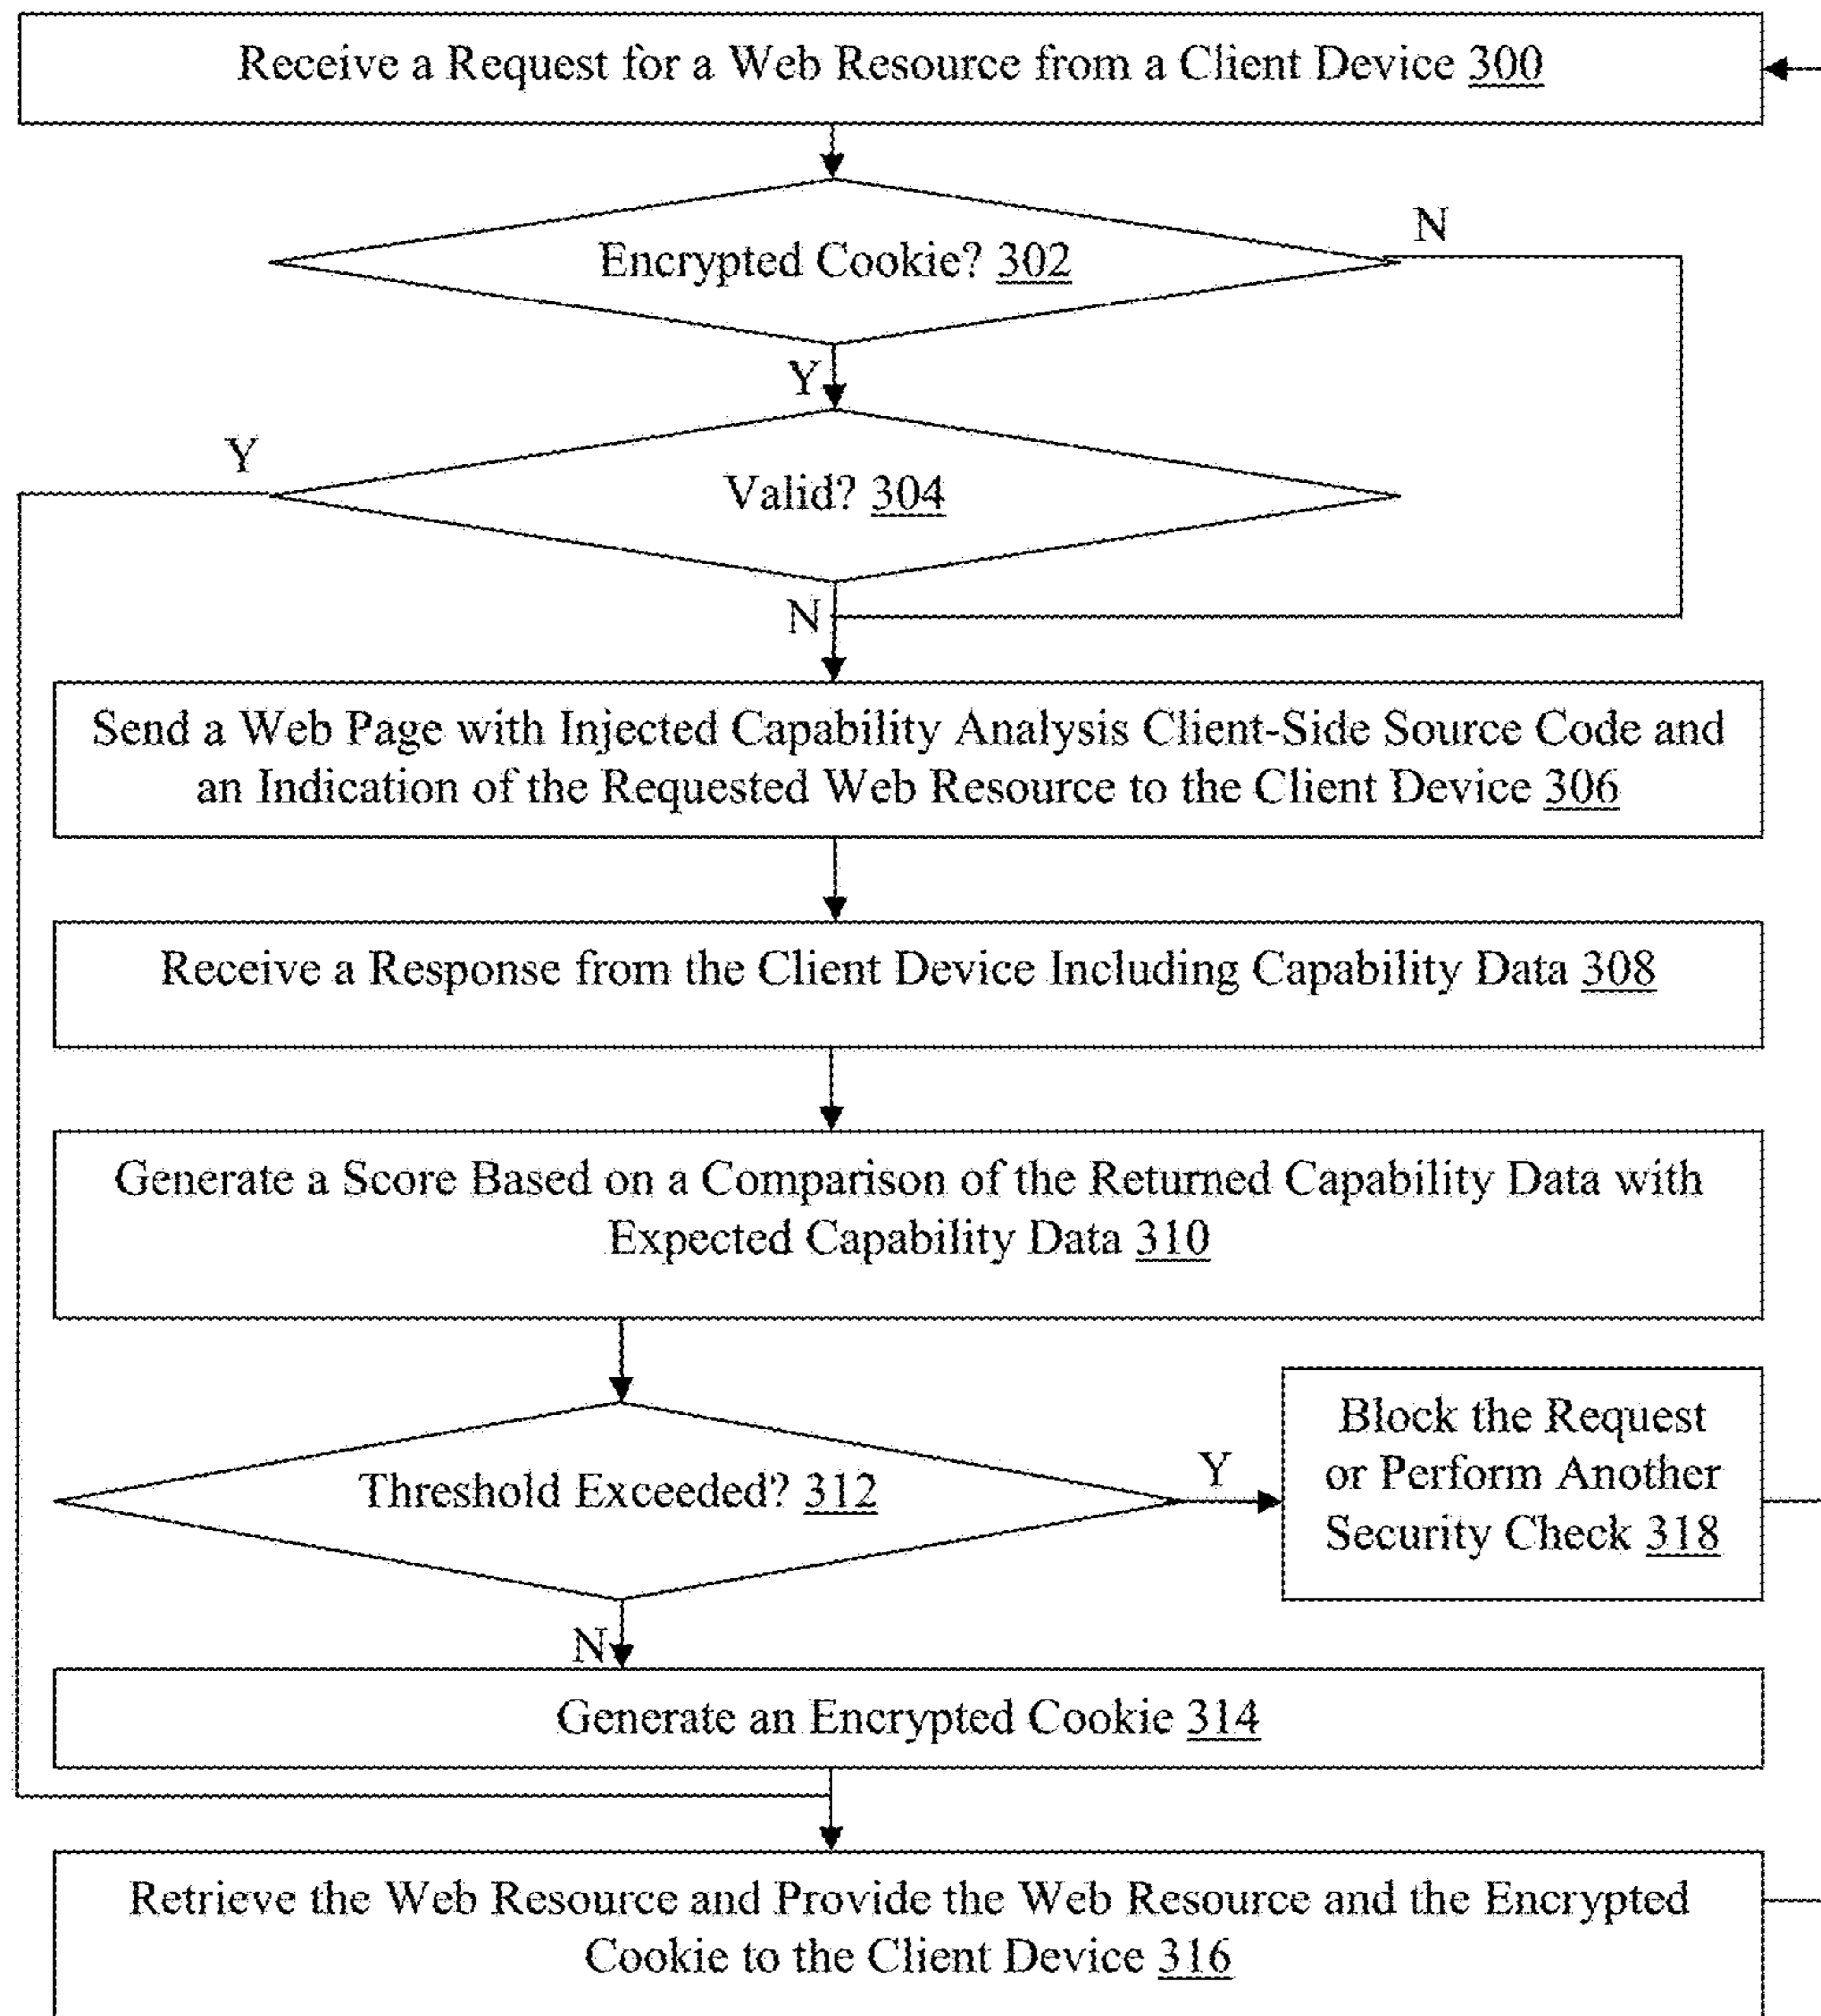 Receive a Request for a Web Resource from a Client Device 300
N
Encrypted Cookie? 302
Y
Y
Valid? 304
N
Send a Web Page with Injected Capability Analysis Client-Side Source Code and
an Indication of the Requested Web Resource to the Client Device 306
Receive a Response from the Client Device Including Capability Data 308
Generate a Score Based on a Comparison of the Returned Capability Data with
Expected Capability Data 310
Threshold Exceeded? 312
Y
Block the Request
or Perform Another
Security Check 318
N
Generate an Encrypted Cookie 314
Retrieve the Web Resource and Provide the Web Resource and the Encrypted
Cookie to the Client Device 316